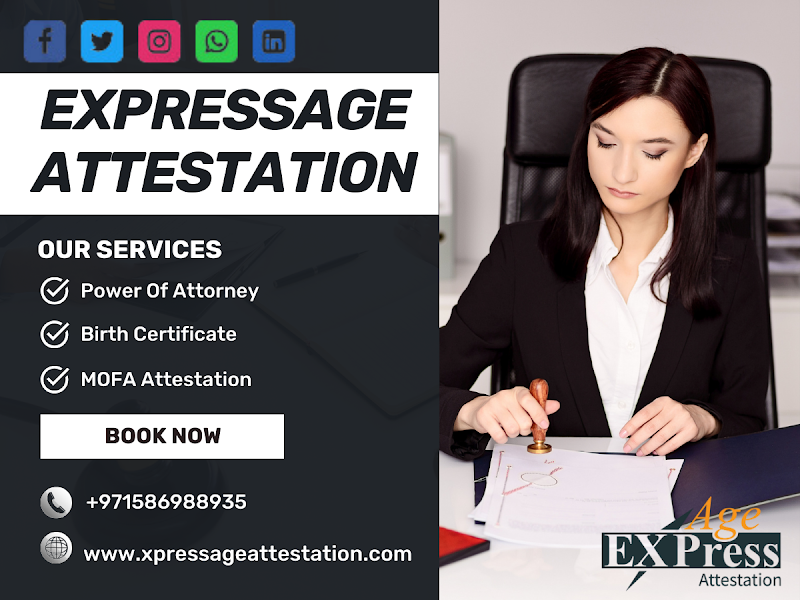 EXPRESSAGE
ATTESTATION
OUR SERVICES
Power Of Attorney
Birth Certificate
MOFA Attestation
BOOK NOW
+971586988935
www.xpressageattestation.com
Age
EXPress
Attestation